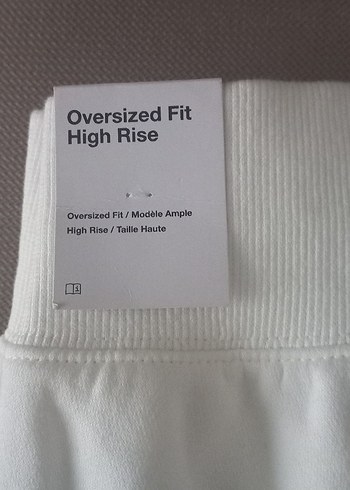 Oversized Fit
High Rise
Oversized Fit / Modèle Ample
High Rise / Taille Haute